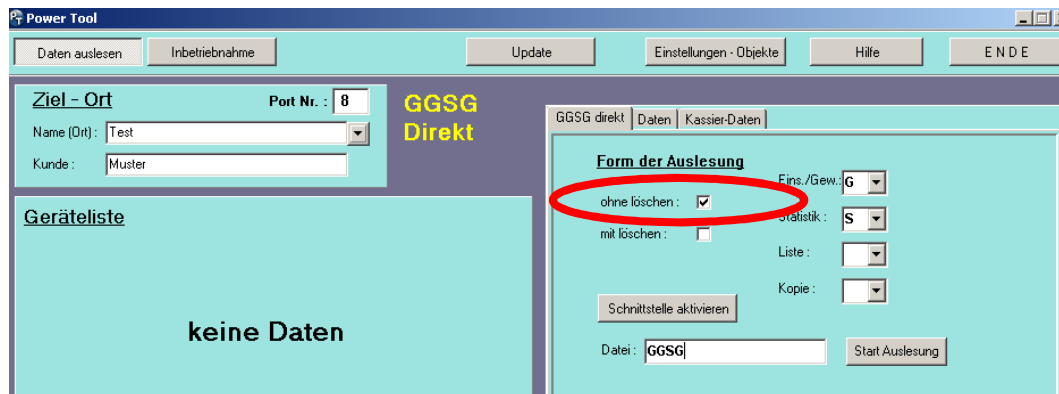 Power Tool
Daten auslesen Inbetriebnahme Update Einstellungen - Objekte Hilfe E N D E
Ziel - Ort Port Nr. : 8
Name (Ort) : Test
Kunde : Muster
GGSG
Direkt
Geräteliste
keine Daten
GGSG direkt Daten Kassier-Daten
Form der Auslesung
ohne löschen :
mit löschen :
Eins./Gew.: G
Statistik : S
Liste :
Kopie :
Schnittstelle aktivieren
Datei : GGSG Start Auslesung